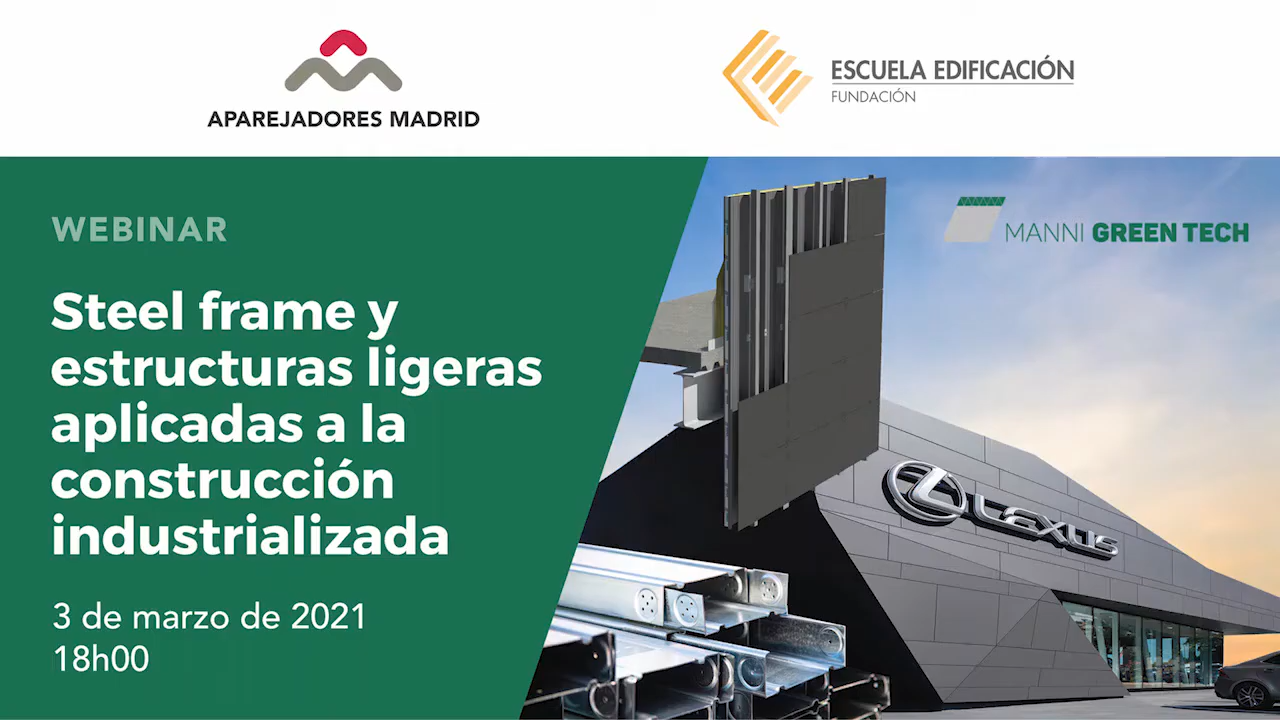 APAREJADORES MADRID
ESCUELA EDIFICACIÓN
FUNDACIÓN
WEBINAR
Steel frame y
estructuras ligeras
aplicadas a la
construcción
industrializada
3 de marzo de 2021
18h00
MANNI GREEN TECH
LEXUS